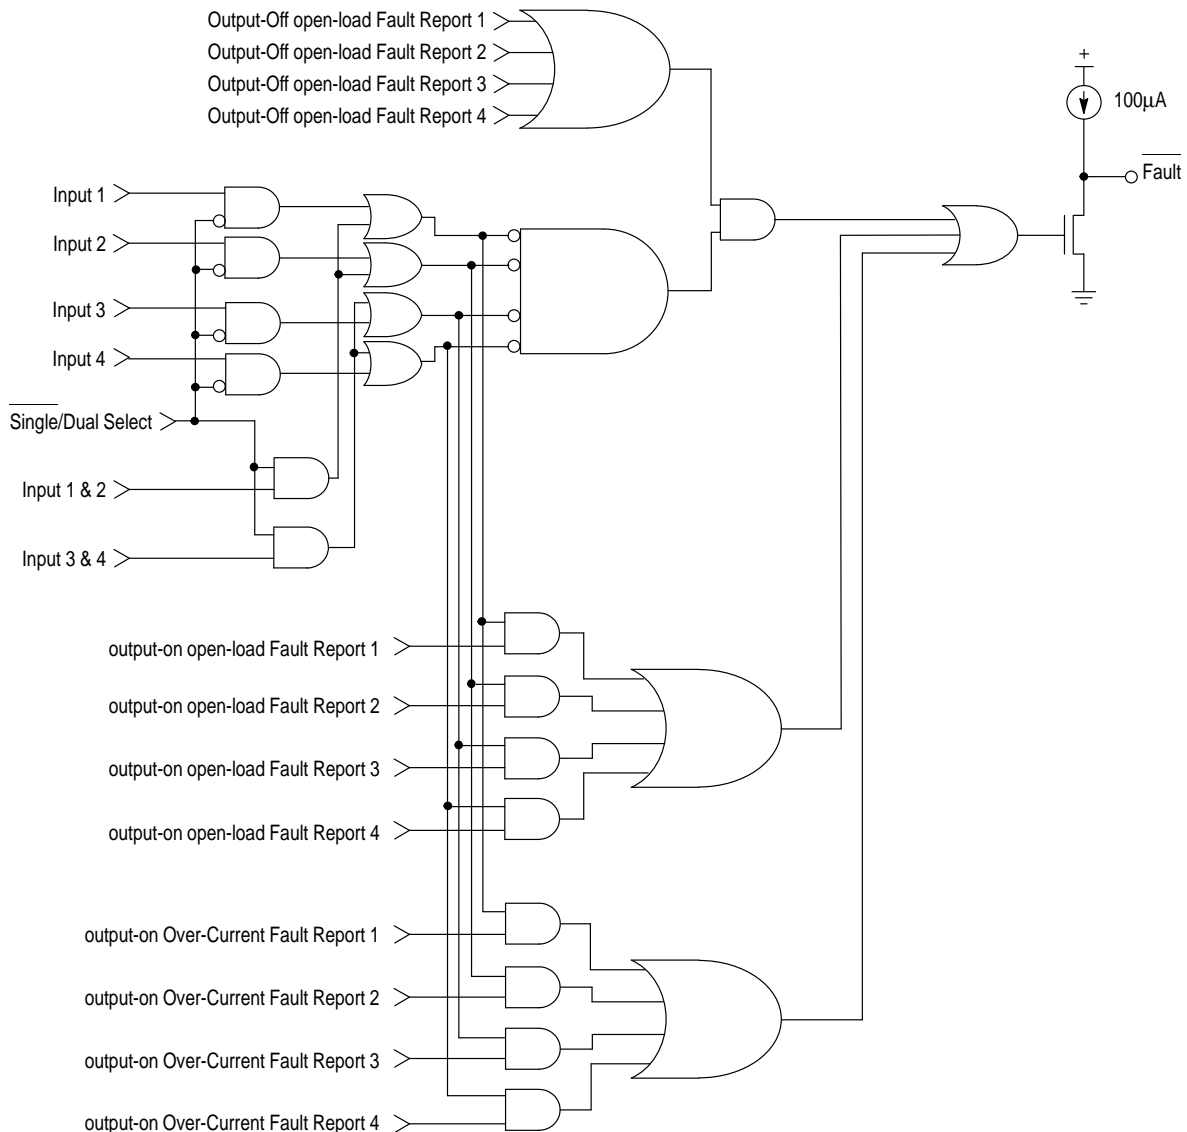 Output-Off open-load Fault Report 1
Output-Off open-load Fault Report 2
Output-Off open-load Fault Report 3
Output-Off open-load Fault Report 4
+
100µA
Fault
Input 1
Input 2
Input 3
Input 4
Single/Dual Select
Input 1 & 2
Input 3 & 4
output-on open-load Fault Report 1
output-on open-load Fault Report 2
output-on open-load Fault Report 3
output-on open-load Fault Report 4
output-on Over-Current Fault Report 1
output-on Over-Current Fault Report 2
output-on Over-Current Fault Report 3
output-on Over-Current Fault Report 4